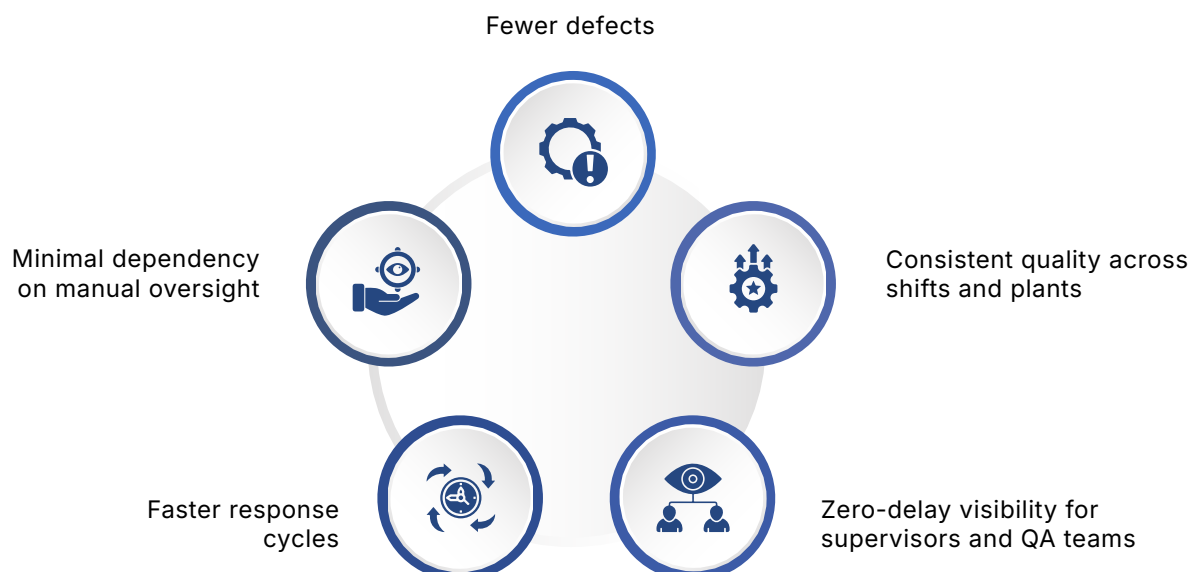 Fewer defects
Minimal dependency
on manual oversight
Consistent quality across
shifts and plants
Faster response
cycles
Zero-delay visibility for
supervisors and QA teams